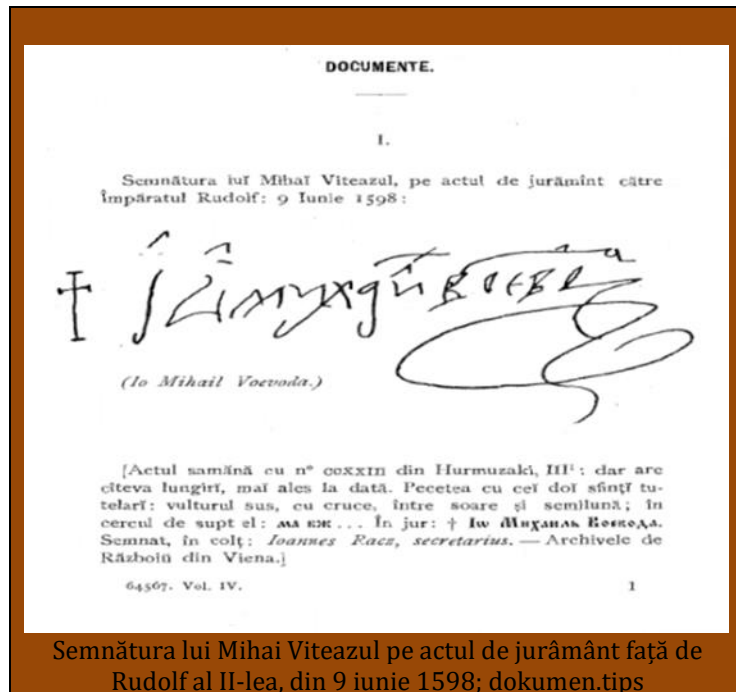 DOCUMENTE.
I.
Semnătura luĭ Mihaĭ Viteazul, pe actul de jurămînt către
împăratul Rudolf: 9 Iunie 1598:
(Io Mihail Voevoda.)
[Actul samănă cu n° CCXXIII din Hurmuzaki, III¹; dar are
cîteva lungirĭ, maĭ ales la dată. Pecetea cu ceĭ doĭ sfinţĭ tu-
telarĭ: vulturul sus, cu cruce, între soare şi semilună; în
cercul de supt el: ма вж... În jur: † Iѡ Михаиль Воевода.
Semnat, în colţ: Ioannes Racz, secretarius. — Archivele de
Războiŭ din Viena.]
64567. Vol. IV. 1
Semnătura lui Mihai Viteazul pe actul de jurământ față de
Rudolf al II-lea, din 9 iunie 1598; dokumen.tips